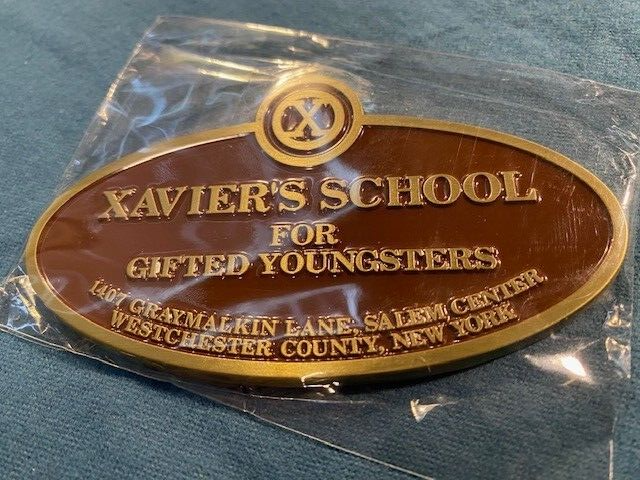 X
XAVIER'S SCHOOL
FOR
GIFTED YOUNGSTERS
1407 GRAYMALKIN LANE, SALEM CENTER
WESTCHESTER COUNTY, NEW YORK